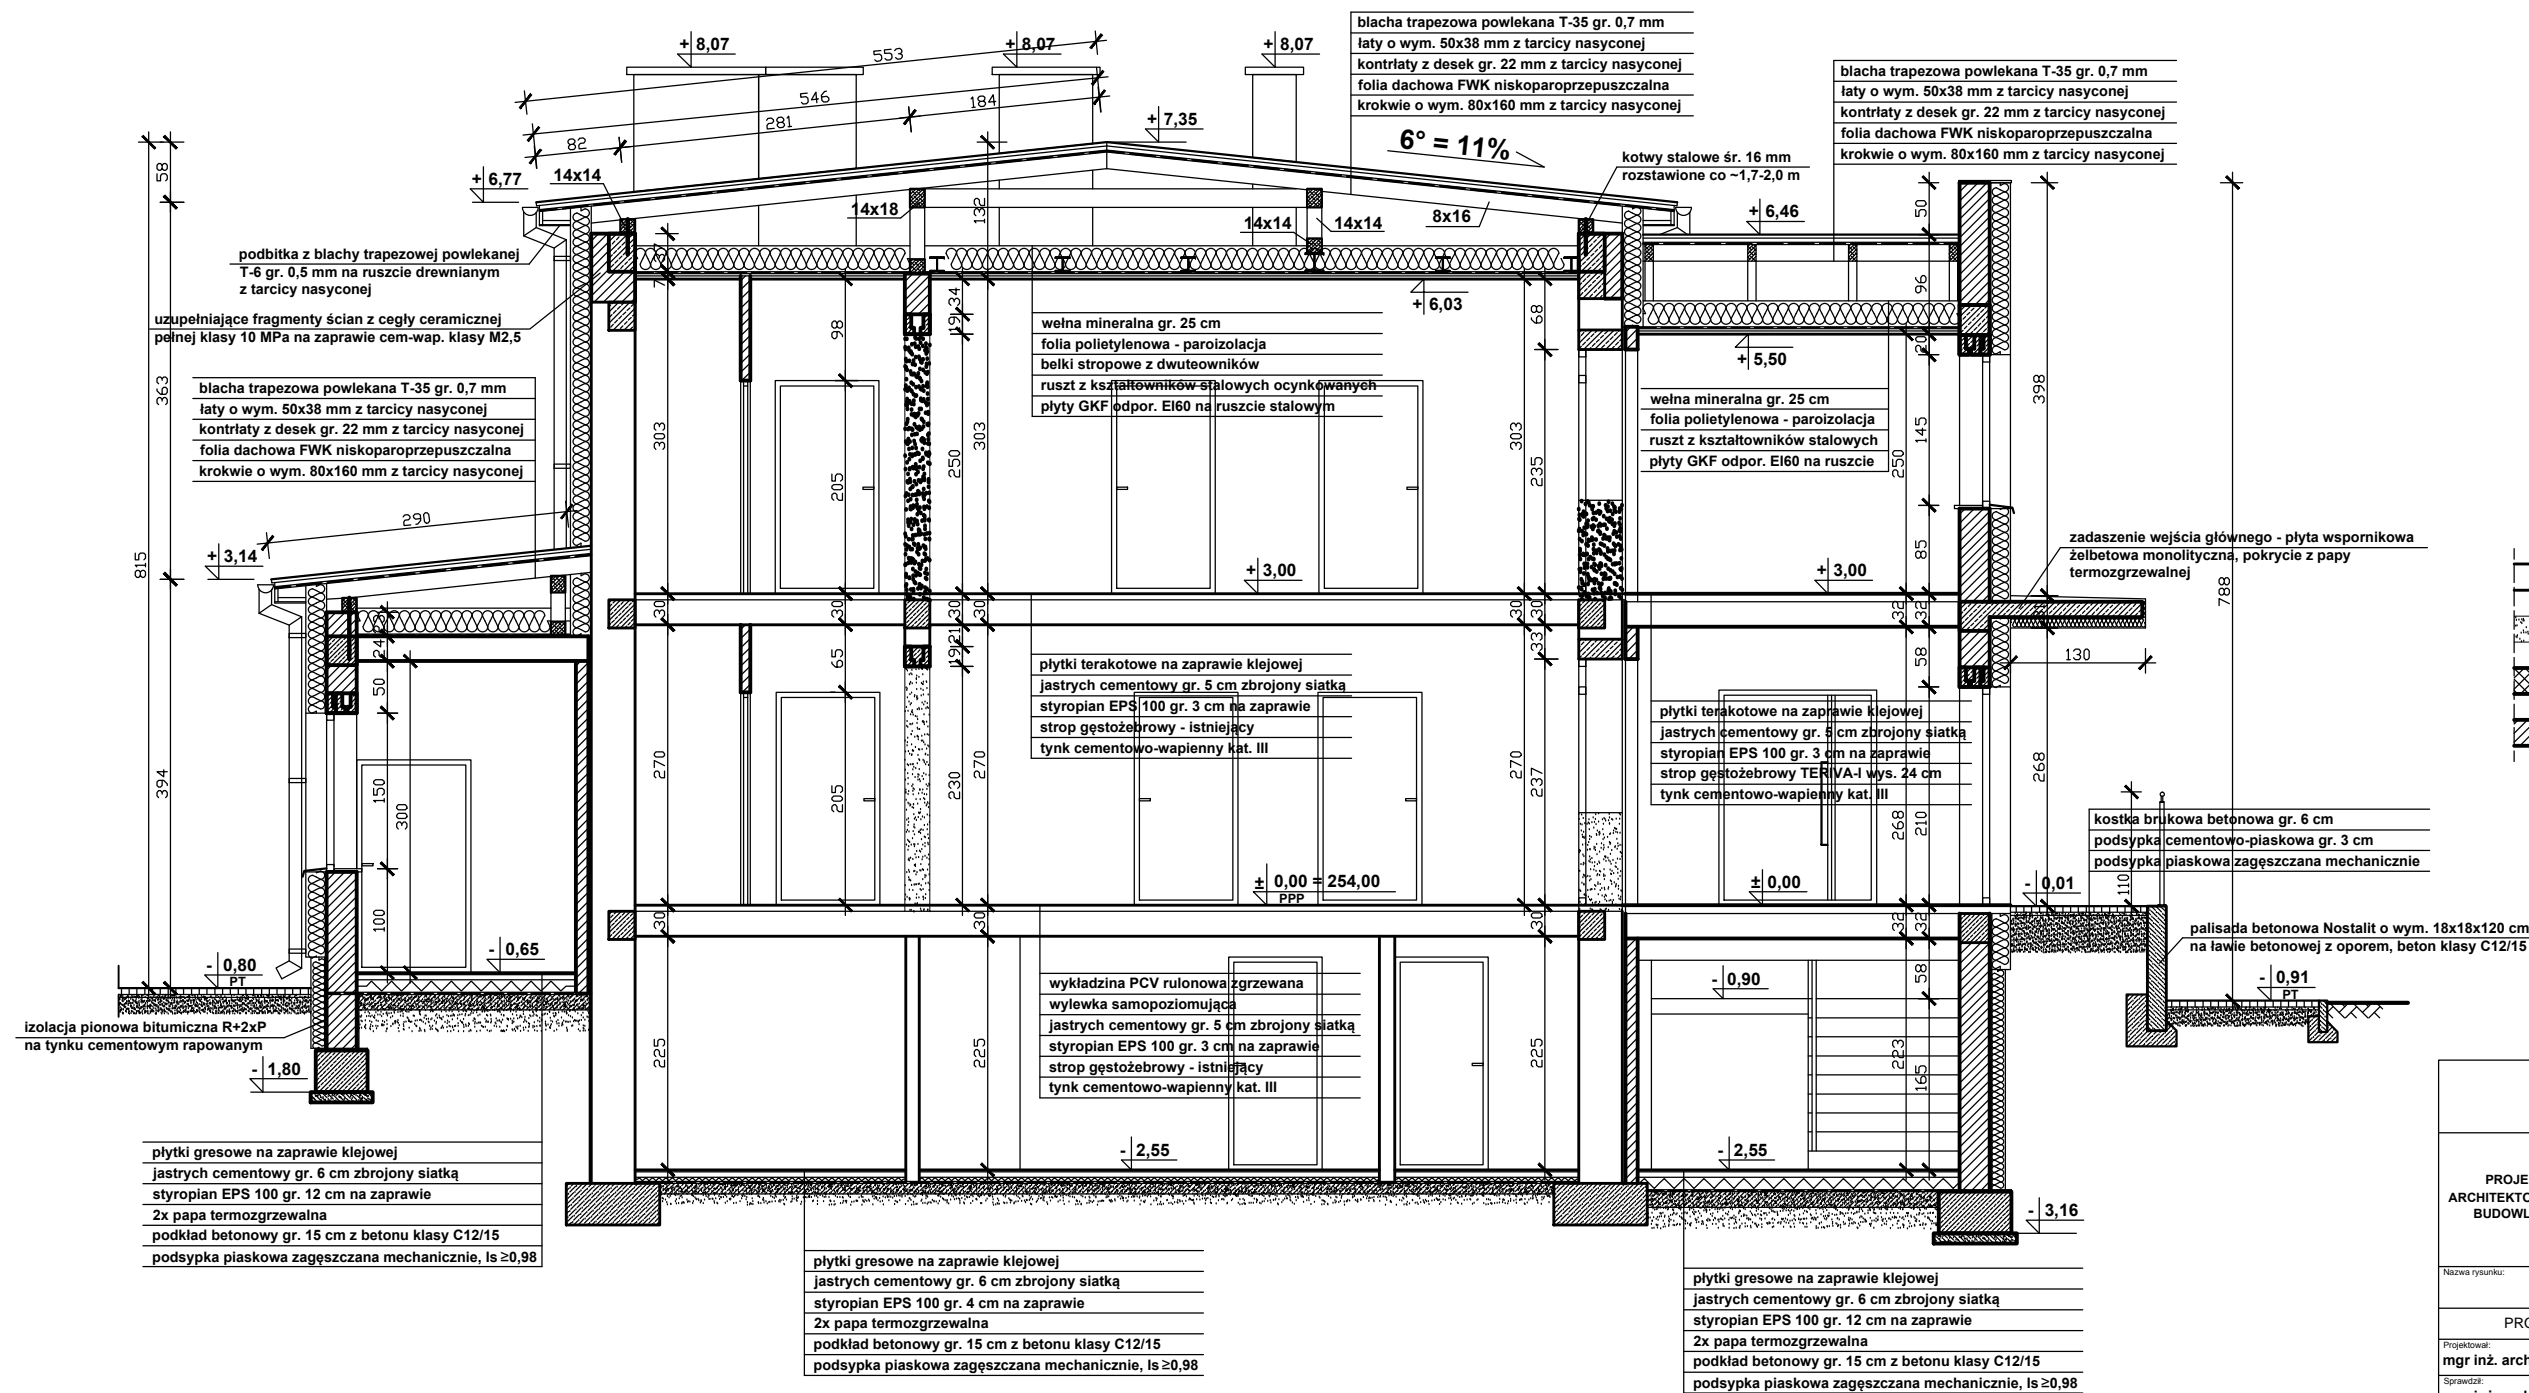 + 8,07
+ 8,07
+ 8,07
553
546
184
281
82
+ 7,35
6° = 11%
blacha trapezowa powlekana T-35 gr. 0,7 mm
łaty o wym. 50x38 mm z tarcicy nasyconej
kontrłaty z desek gr. 22 mm z tarcicy nasyconej
folia dachowa FWK niskoparoprzepuszczalna
krokwie o wym. 80x160 mm z tarcicy nasyconej
blacha trapezowa powlekana T-35 gr. 0,7 mm
łaty o wym. 50x38 mm z tarcicy nasyconej
kontrłaty z desek gr. 22 mm z tarcicy nasyconej
folia dachowa FWK niskoparoprzepuszczalna
krokwie o wym. 80x160 mm z tarcicy nasyconej
kotwy stalowe śr. 16 mm
rozstawione co ~1,7-2,0 m
58
+ 6,77
14x14
14x18
132
14x14
14x14
8x16
+ 6,46
50
podbitka z blachy trapezowej powlekanej
T-6 gr. 0,5 mm na ruszcie drewnianym
z tarcicy nasyconej
uzupełniające fragmenty ścian z cegły ceramicznej
pełnej klasy 10 MPa na zaprawie cem-wap. klasy M2,5
37
7
98
34
19
+ 6,03
68
96
20
+ 5,50
wełna mineralna gr. 25 cm
folia polietylenowa - paroizolacja
belki stropowe z dwuteowników
ruszt z kształtowników stalowych ocynkowanych
płyty GKF odpor. EI60 na ruszcie stalowym
wełna mineralna gr. 25 cm
folia polietylenowa - paroizolacja
ruszt z kształtowników stalowych
płyty GKF odpor. EI60 na ruszcie
blacha trapezowa powlekana T-35 gr. 0,7 mm
łaty o wym. 50x38 mm z tarcicy nasyconej
kontrłaty z desek gr. 22 mm z tarcicy nasyconej
folia dachowa FWK niskoparoprzepuszczalna
krokwie o wym. 80x160 mm z tarcicy nasyconej
363
303
205
250
303
303
235
250
145
398
290
+ 3,14
815
+ 3,00
+ 3,00
85
788
zadaszenie wejścia głównego - płyta wspornikowa
żelbetowa monolityczna, pokrycie z papy
termozgrzewalnej
30
30
30
30
30
30
32
32
130
23
24
50
65
21
19
33
58
płytki terakotowe na zaprawie klejowej
jastrych cementowy gr. 5 cm zbrojony siatką
styropian EPS 100 gr. 3 cm na zaprawie
strop gęstożebrowy - istniejący
tynk cementowo-wapienny kat. III
płytki terakotowe na zaprawie klejowej
jastrych cementowy gr. 5 cm zbrojony siatką
styropian EPS 100 gr. 3 cm na zaprawie
strop gęstożebrowy TERIVA-I wys. 24 cm
tynk cementowo-wapienny kat. III
394
150
300
270
205
230
270
270
237
268
210
268
kostka brukowa betonowa gr. 6 cm
podsypka cementowo-piaskowa gr. 3 cm
podsypka piaskowa zagęszczana mechanicznie
110
± 0,00 = 254,00
PPP
± 0,00
- 0,01
100
30
30
30
32
32
palisada betonowa Nostalit o wym. 18x18x120 cm
na ławie betonowej z oporem, beton klasy C12/15
- 0,65
- 0,80
PT
- 0,90
58
- 0,91
PT
wykładzina PCV rulonowa zgrzewana
wylewka samopoziomująca
jastrych cementowy gr. 5 cm zbrojony siatką
styropian EPS 100 gr. 3 cm na zaprawie
strop gęstożebrowy - istniejący
tynk cementowo-wapienny kat. III
izolacja pionowa bitumiczna R+2xP
na tynku cementowym rapowanym
- 1,80
225
225
225
223
165
- 2,55
- 2,55
- 3,16
płytki gresowe na zaprawie klejowej
jastrych cementowy gr. 6 cm zbrojony siatką
styropian EPS 100 gr. 12 cm na zaprawie
2x papa termozgrzewalna
podkład betonowy gr. 15 cm z betonu klasy C12/15
podsypka piaskowa zagęszczana mechanicznie, Is ≥0,98
płytki gresowe na zaprawie klejowej
jastrych cementowy gr. 6 cm zbrojony siatką
styropian EPS 100 gr. 4 cm na zaprawie
2x papa termozgrzewalna
podkład betonowy gr. 15 cm z betonu klasy C12/15
podsypka piaskowa zagęszczana mechanicznie, Is ≥0,98
płytki gresowe na zaprawie klejowej
jastrych cementowy gr. 6 cm zbrojony siatką
styropian EPS 100 gr. 12 cm na zaprawie
2x papa termozgrzewalna
podkład betonowy gr. 15 cm z betonu klasy C12/15
podsypka piaskowa zagęszczana mechanicznie, Is ≥0,98
PROJE
ARCHITEKTO
BUDOWL
Nazwa rysunku:
PRO
Projektował:
mgr inż. arch
Sprawdził: